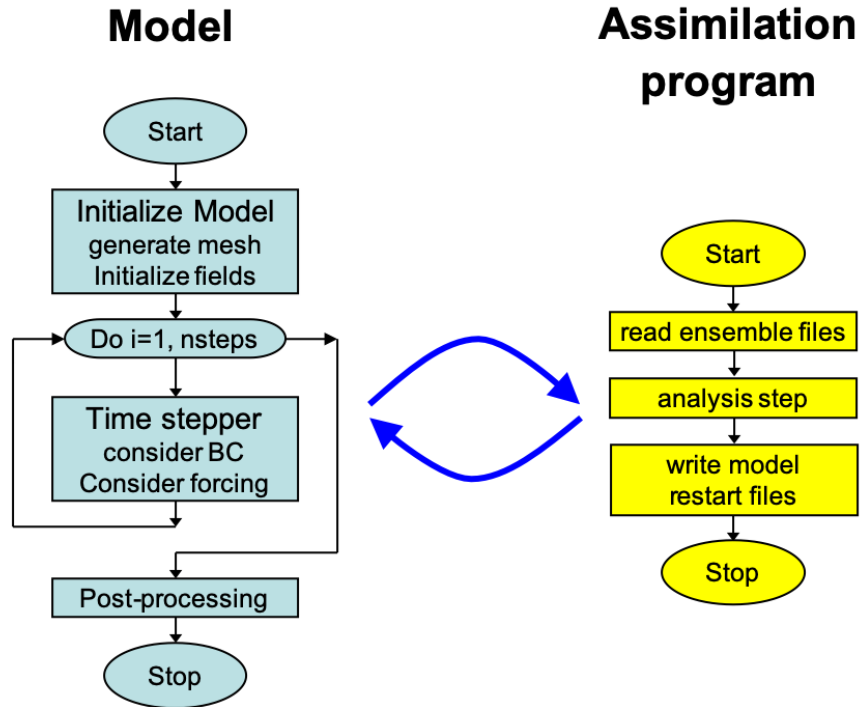 Model
Start
Initialize Model
generate mesh
Initialize fields
Do i=1, nsteps
Time stepper
consider BC
Consider forcing
Post-processing
Stop
Assimilation
program
Start
read ensemble files
analysis step
write model
restart files
Stop